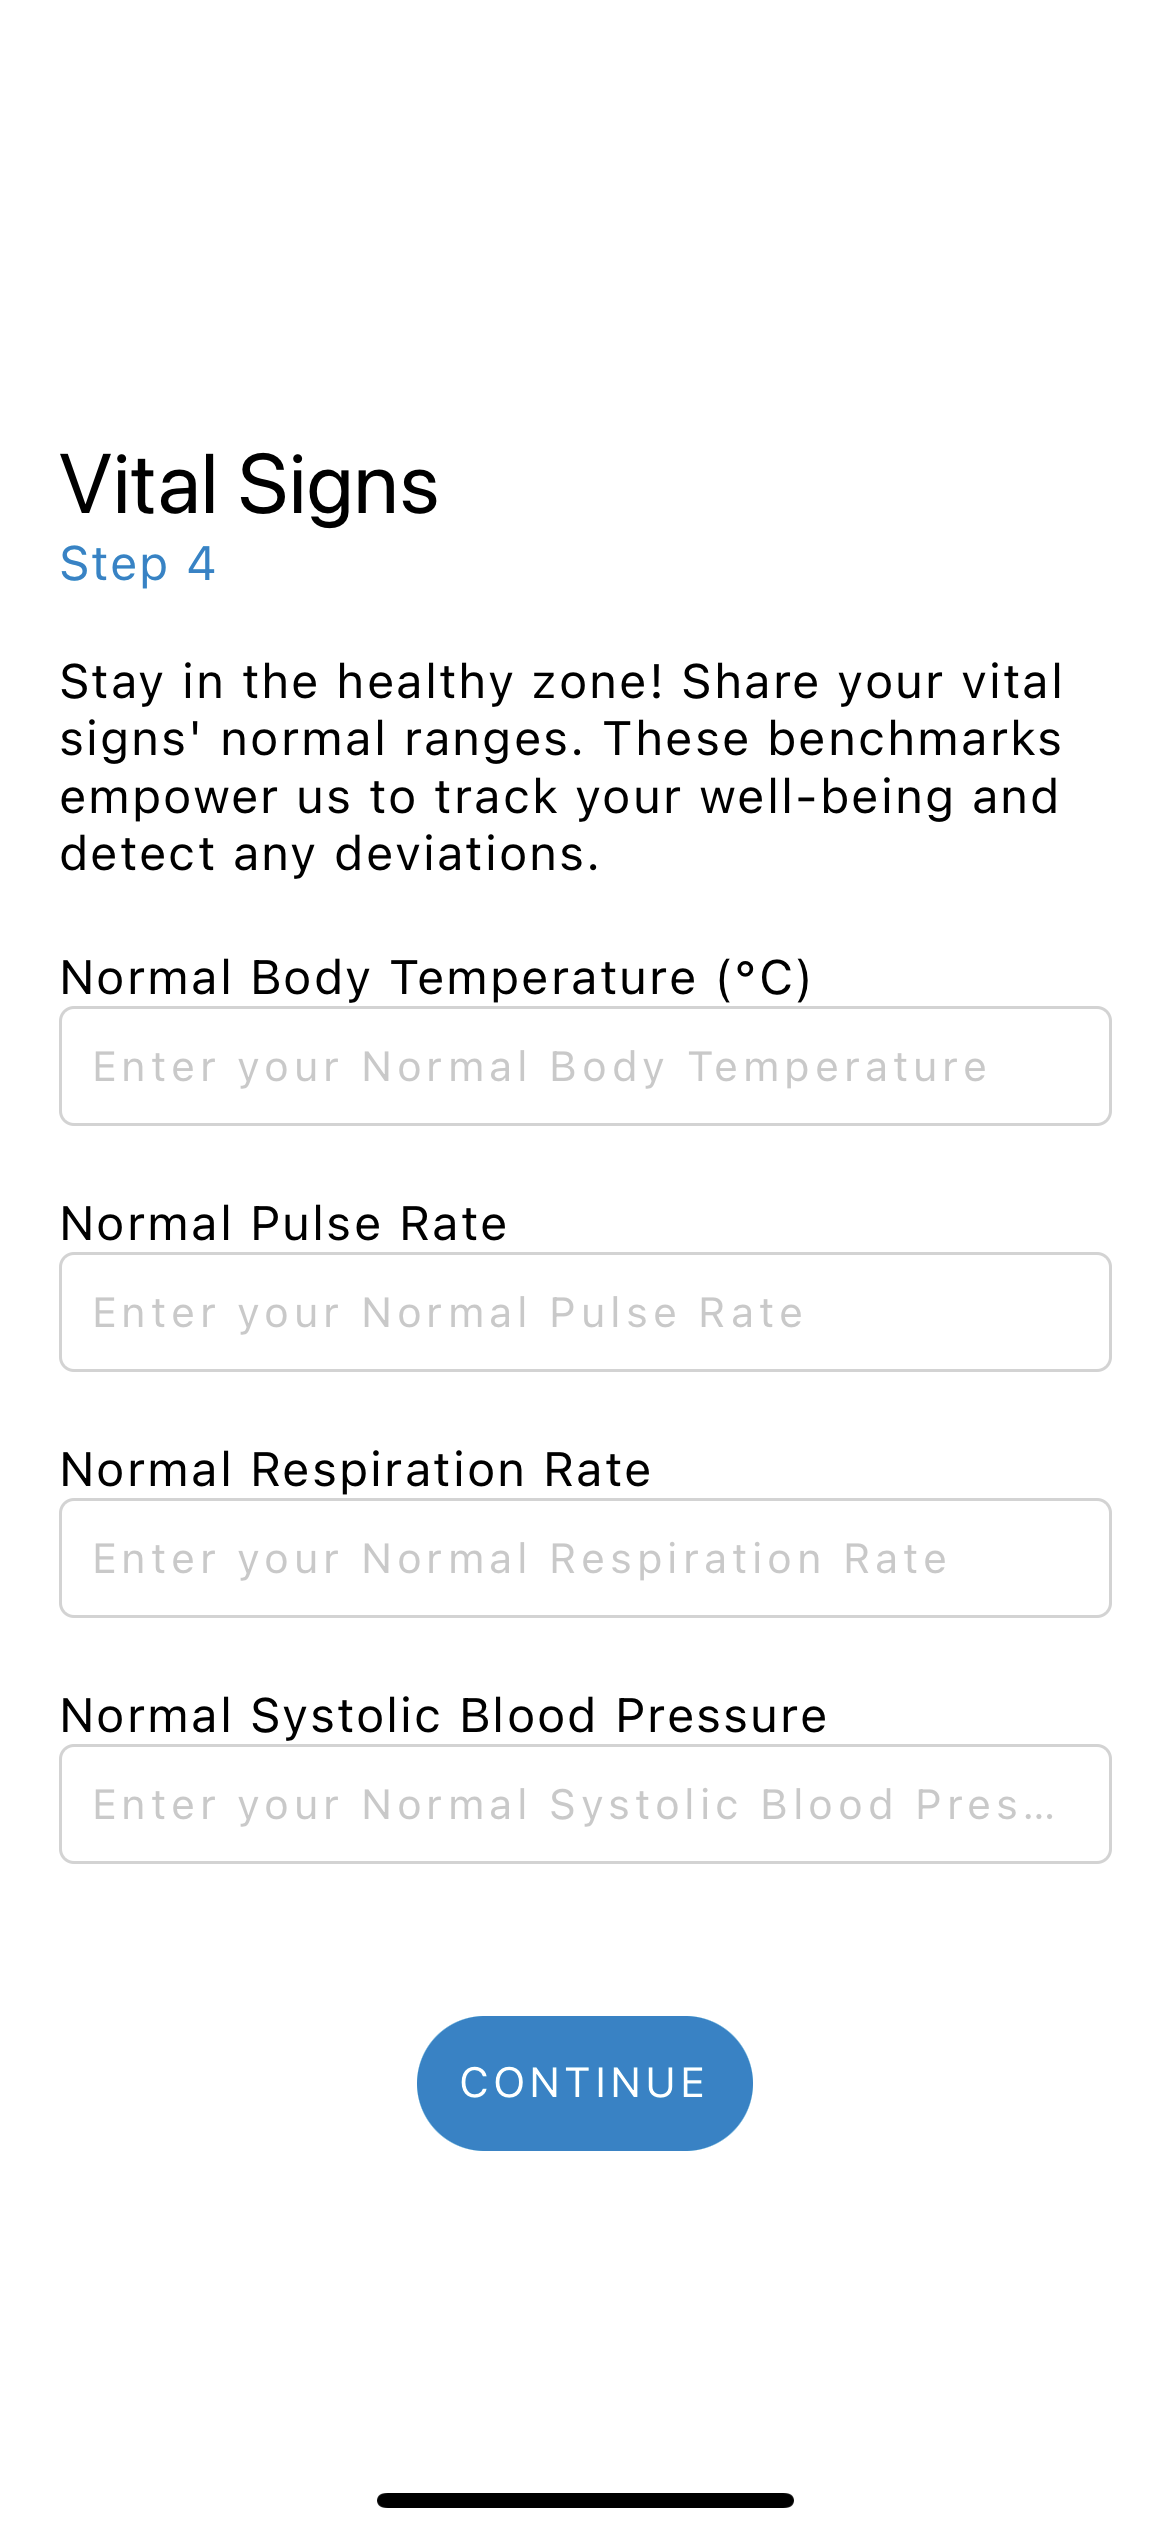 Vital Signs
Step 4
Stay in the healthy zone! Share your vital
signs' normal ranges. These benchmarks
empower us to track your well-being and
detect any deviations.
Normal Body Temperature (°C)
Enter your Normal Body Temperature
Normal Pulse Rate
Enter your Normal Pulse Rate
Normal Respiration Rate
Enter your Normal Respiration Rate
Normal Systolic Blood Pressure
Enter your Normal Systolic Blood Pres...
CONTINUE